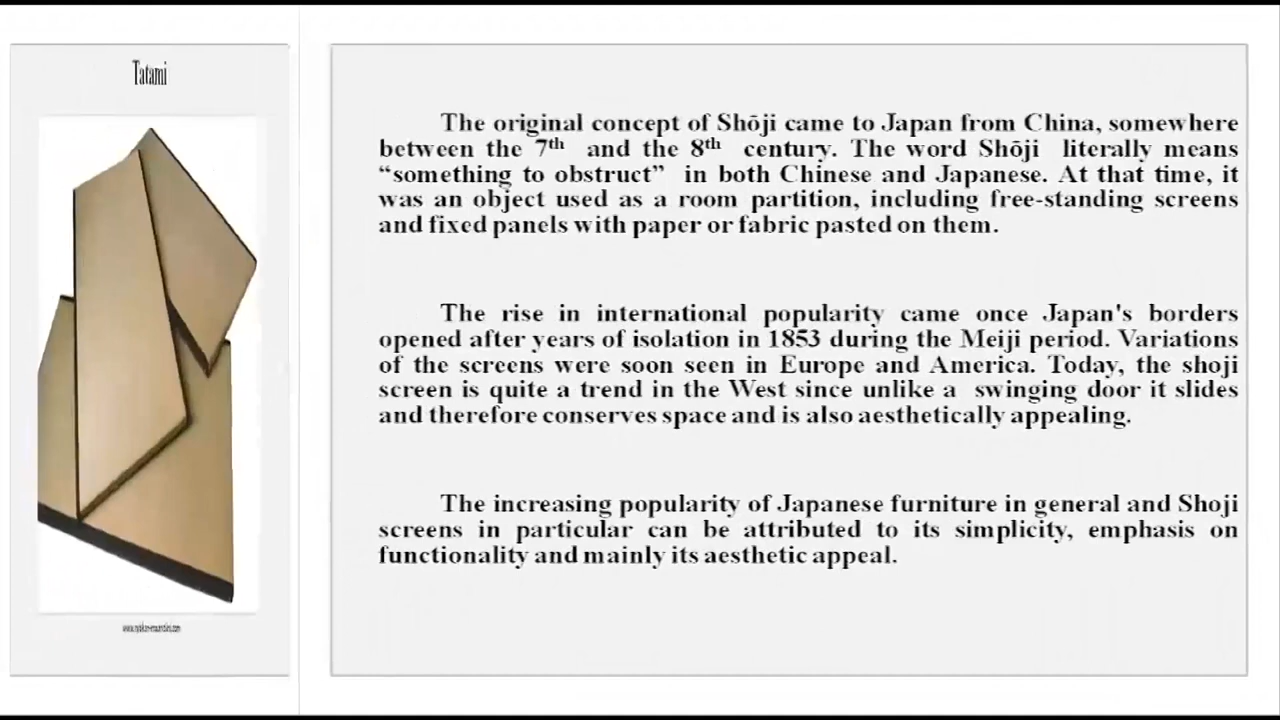 Tatami
The original concept of Shōji came to Japan from China, somewhere
between the 7th and the 8th century. The word Shōji literally means
“something to obstruct” in both Chinese and Japanese. At that time, it
was an object used as a room partition, including free-standing screens
and fixed panels with paper or fabric pasted on them.
The rise in international popularity came once Japan's borders
opened after years of isolation in 1853 during the Meiji period. Variations
of the screens were soon seen in Europe and America. Today, the shoji
screen is quite a trend in the West since unlike a swinging door it slides
and therefore conserves space and is also aesthetically appealing.
The increasing popularity of Japanese furniture in general and Shoji
screens in particular can be attributed to its simplicity, emphasis on
functionality and mainly its aesthetic appeal.